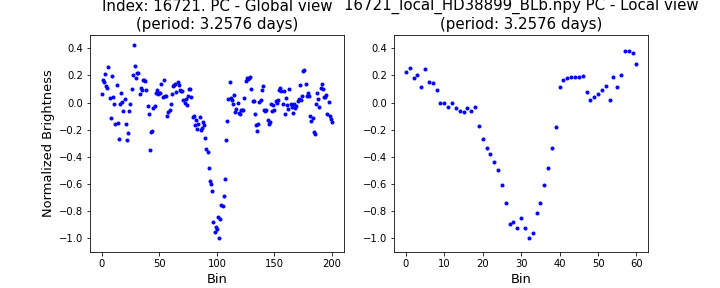 Index: 16721. PC - Global view
(period: 3.2576 days)
16721_local_HD38899_BLb.npy PC - Local view
(period: 3.2576 days)
Normalized Brightness
0.4
0.2
0.0
−0.2
−0.4
−0.6
−0.8
−1.0
0 50 100 150 200
Bin
0.4
0.2
0.0
−0.2
−0.4
−0.6
−0.8
−1.0
0 10 20 30 40 50 60
Bin